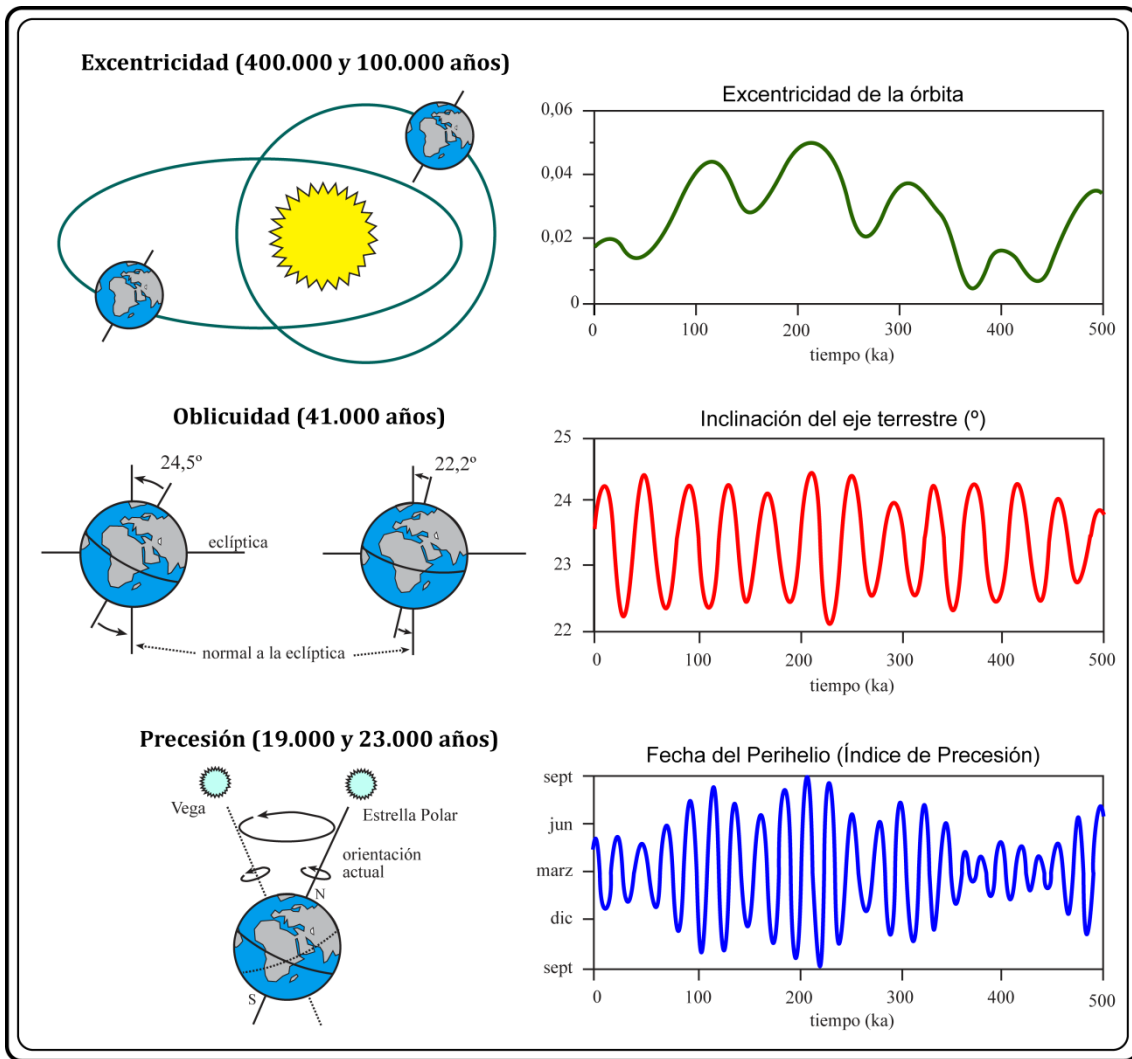 Excentricidad (400.000 y 100.000 años)
Excentricidad de la órbita
0,06
0,04
0,02
0
0 100 200 300 400 500
tiempo (ka)
Oblicuidad (41.000 años)
24,5º
22,2º
eclíptica
normal a la eclíptica
Inclinación del eje terrestre (º)
25
24
23
22
0 100 200 300 400 500
tiempo (ka)
Precesión (19.000 y 23.000 años)
Vega
Estrella Polar
orientación
actual
N
S
Fecha del Perihelio (Índice de Precesión)
sept
jun
marz
dic
sept
0 100 200 300 400 500
tiempo (ka)